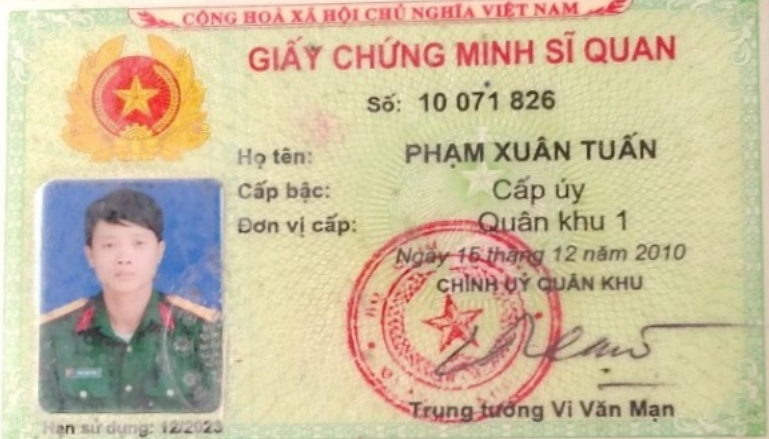 CỘNG HOÀ XÃ HỘI CHỦ NGHĨA VIỆT NAM
GIẤY CHỨNG MINH SĨ QUAN
Số: 10 071 826
Họ tên: PHẠM XUÂN TUẤN
Cấp bậc: Cấp úy
Đơn vị cấp: Quân khu 1
Ngày 15 tháng 12 năm 2010
CHÍNH UỶ QUÂN KHU
Trung tướng Vi Văn Mạn
Hạn sử dụng: 12/2023